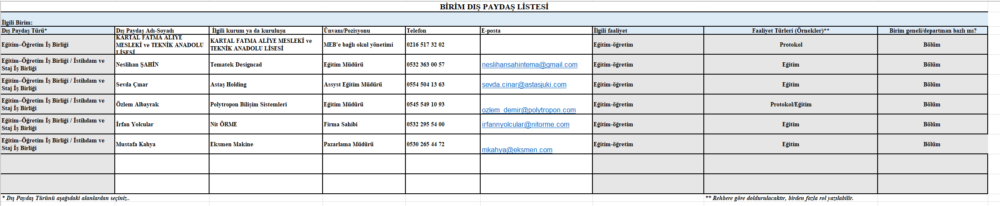 BİRİM DIŞ PAYDAŞ LİSTESİ
İlgili Birim:
Dış Paydaş Türü* Dış Paydaş Adı-Soyadı İlgili kurum ya da kuruluşu Ünvanı/Pozisyonu Telefon E-posta İlgili faaliyet Faaliyet Türleri (Örnekler)** Birim geneli/departman bazlı mı?
Eğitim–Öğretim İş Birliği
KARTAL FATMA ALİYE
MESLEKİ ve TEKNİK ANADOLU
LİSESİ
KARTAL FATMA ALİYE MESLEKİ ve
TEKNİK ANADOLU LİSESİ
MEB'e bağlı okul yönetimi 0216 517 32 02 Eğitim-öğretim Protokol Bölüm
Eğitim–Öğretim İş Birliği / İstihdam ve
Staj İş Birliği
Neslihan ŞAHİN Tematek Designcad Eğitim Müdürü 0532 363 00 57 neslihansahintema@gmail.com Eğitim-öğretim Eğitim Bölüm
Eğitim–Öğretim İş Birliği / İstihdam ve
Staj İş Birliği
Sevda Çınar Astaş Holding Assyst Eğitim Müdürü 0554 504 13 63 sevda.cinar@astasjuki.com Eğitim-öğretim Eğitim Bölüm
Eğitim–Öğretim İş Birliği / İstihdam ve
Staj İş Birliği
Özlem Albayrak Polytropon Bilişim Sistemleri Eğitim Müdürü 0545 549 10 93 ozlem_demir@polytropon.com Eğitim-öğretim Protokol/Eğitim Bölüm
Eğitim–Öğretim İş Birliği / İstihdam ve
Staj İş Birliği
İrfan Yolcular Nit ÖRME Firma Sahibi 0532 295 54 00 irfannyolcular@nitorme.com Eğitim-öğretim Eğitim Bölüm
Eğitim–Öğretim İş Birliği / İstihdam ve
Staj İş Birliği
Mustafa Kahya Eksmen Makine Pazarlama Müdürü 0530 265 44 72 mkahya@eksmen.com Eğitim-öğretim Eğitim Bölüm
* Dış Paydaş Türünü aşağıdaki alanlardan seçiniz.. ** Rehbere göre doldurulacaktır, birden fazla rol yazılabilir.